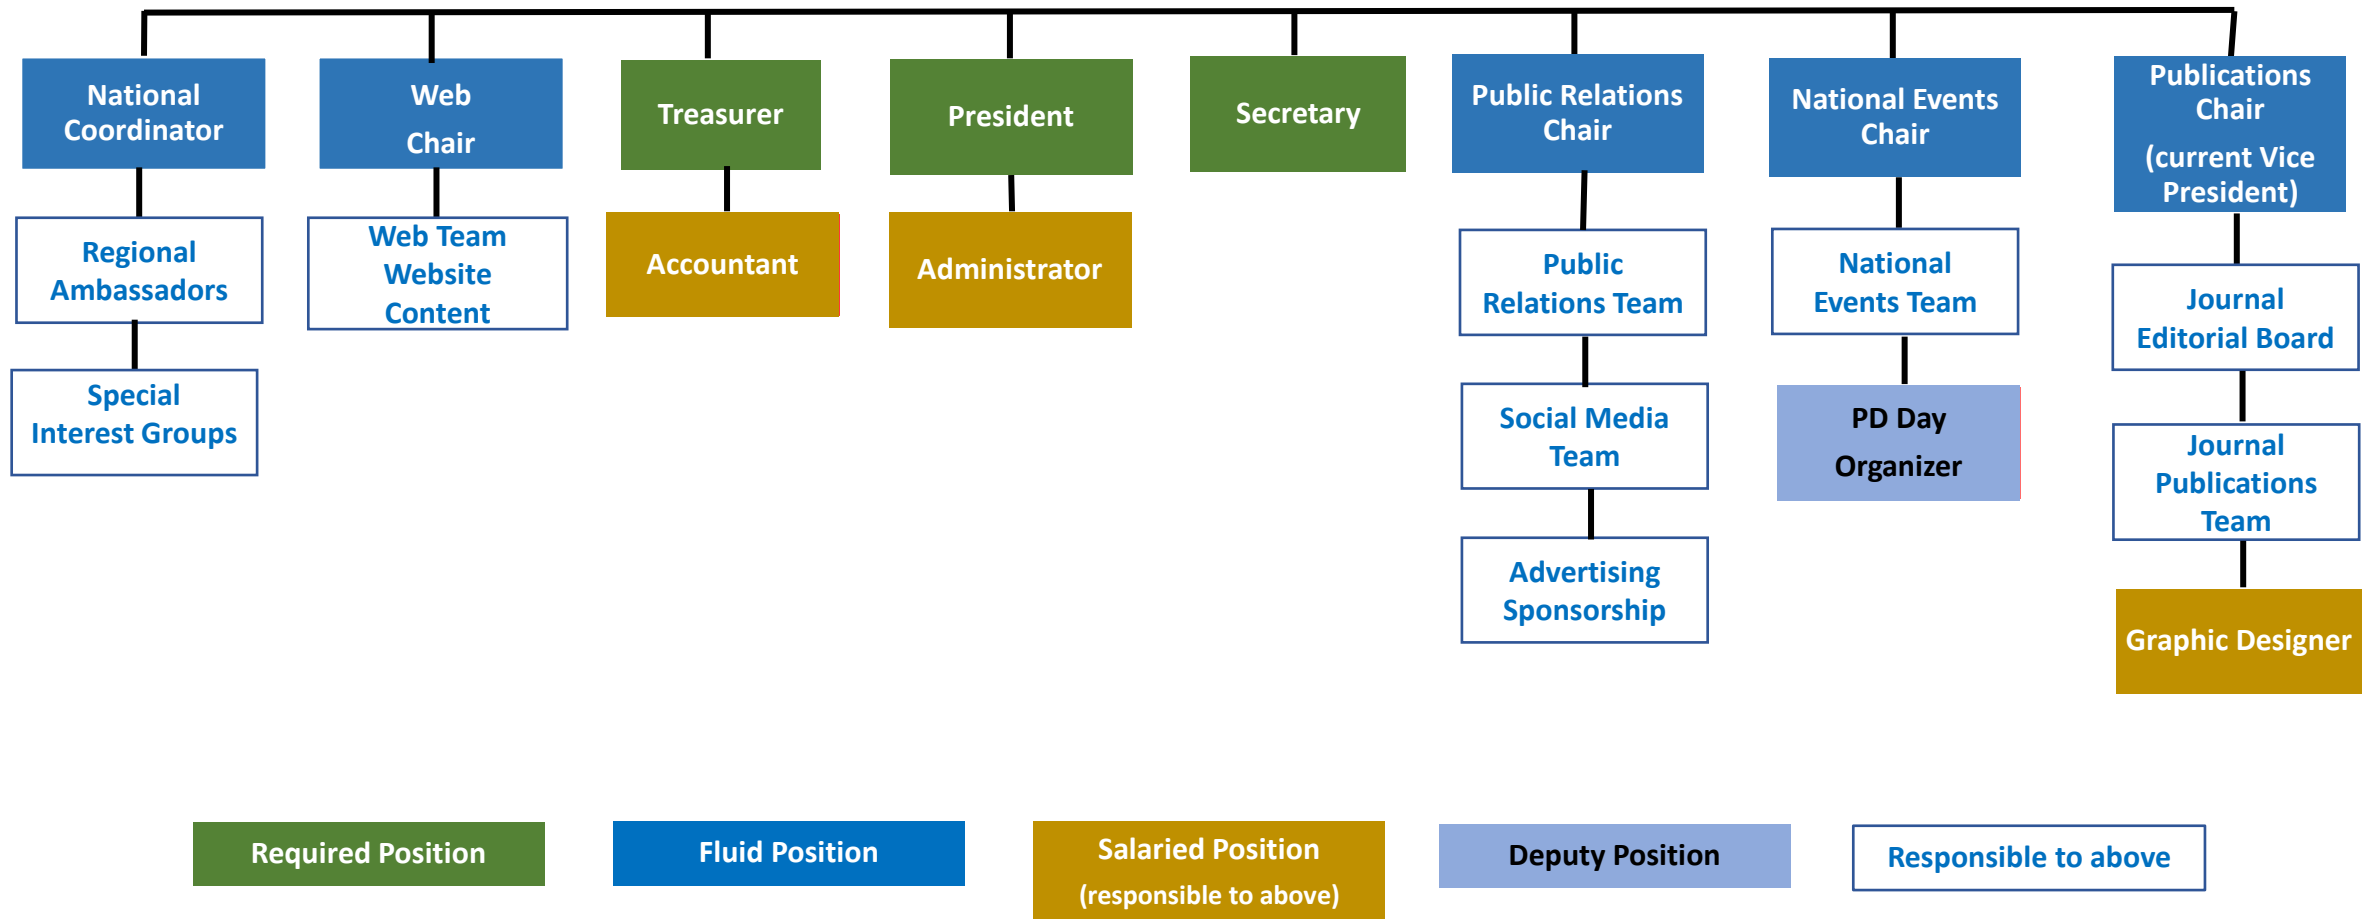 National
Coordinator
Web
Chair
Treasurer
President
Secretary
Public Relations
Chair
National Events
Chair
Publications
Chair
(current Vice
President)
Regional
Ambassadors
Web Team
Website
Content
Accountant
Administrator
Public
Relations Team
National
Events Team
Journal
Editorial Board
Special
Interest Groups
Social Media
Team
PD Day
Organizer
Journal
Publications
Team
Advertising
Sponsorship
Graphic Designer
Required Position
Fluid Position
Salaried Position
(responsible to above)
Deputy Position
Responsible to above